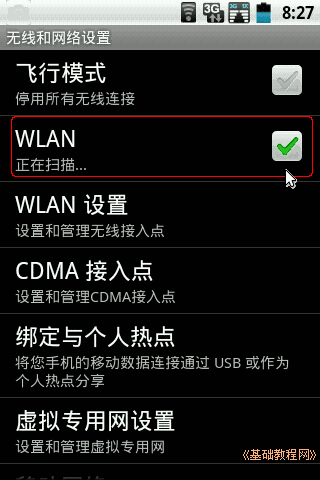 3G
3G 1X
8:27
无线和网络设置
飞行模式
停用所有无线连接
WLAN
正在扫描...
WLAN 设置
设置和管理无线接入点
CDMA 接入点
设置和管理CDMA接入点
绑定与个人热点
将您手机的移动数据连接通过 USB 或作为
个人热点分享
虚拟专用网设置
设置和管理虚拟专用网
《基础教程网》